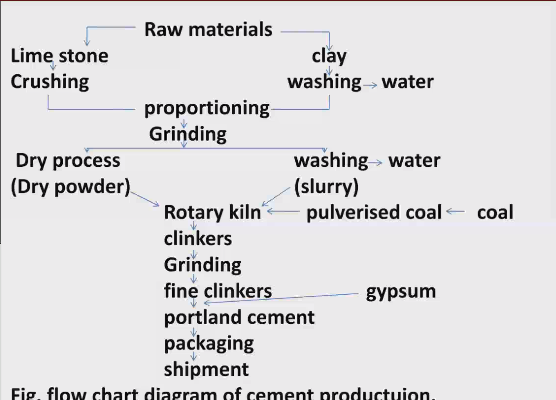 Raw materials
Lime stone clay
Crushing washing water
proportioning
Grinding
Dry process washing water
(Dry powder) (slurry)
Rotary kiln pulverised coal coal
clinkers
Grinding
fine clinkers gypsum
portland cement
packaging
shipment
Fig. flow chart diagram of cement productuion.